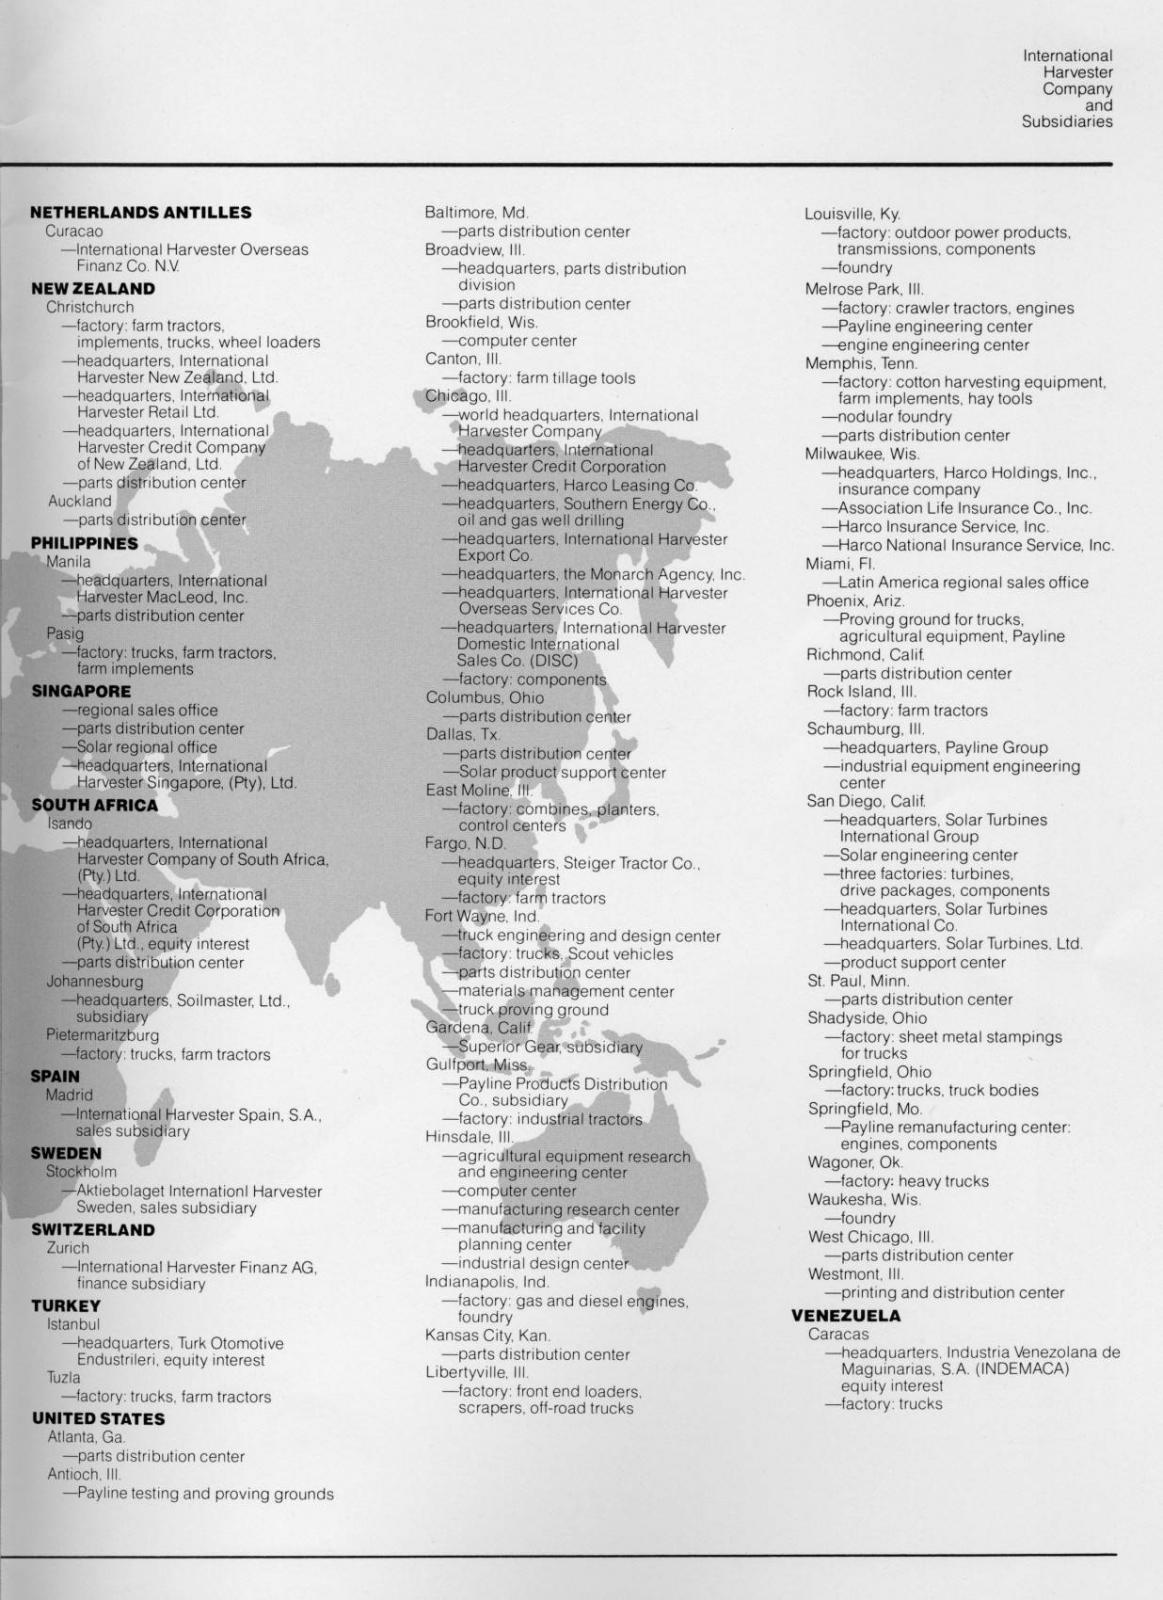 International
Harvester
Company
and
Subsidiaries
NETHERLANDS ANTILLES
Curacao
—International Harvester Overseas
Finanz Co. N.V.
NEW ZEALAND
Christchurch
—factory: farm tractors,
implements, trucks, wheel loaders
—headquarters, International
Harvester New Zealand, Ltd.
—headquarters, International
Harvester Retail Ltd.
—headquarters, International
Harvester Credit Company
of New Zealand, Ltd.
—parts distribution center
Auckland
—parts distribution center
PHILIPPINES
Manila
—headquarters, International
Harvester MacLeod, Inc.
—parts distribution center
Pasig
—factory: trucks, farm tractors,
farm implements
SINGAPORE
—regional sales office
—parts distribution center
—Solar regional office
—headquarters, International
Harvester Singapore, (Pty), Ltd.
SOUTH AFRICA
Isando
—headquarters, International
Harvester Company of South Africa,
(Pty.) Ltd.
—headquarters, International
Harvester Credit Corporation
of South Africa
(Pty.) Ltd., equity interest
—parts distribution center
Johannesburg
—headquarters, Soilmaster, Ltd.,
subsidiary
Pietermaritzburg
—factory: trucks, farm tractors
SPAIN
Madrid
—International Harvester Spain, S.A.,
sales subsidiary
SWEDEN
Stockholm
—Aktiebolaget Internationl Harvester
Sweden, sales subsidiary
SWITZERLAND
Zurich
—International Harvester Finanz AG,
finance subsidiary
TURKEY
Istanbul
—headquarters, Turk Otomotive
Endustrileri, equity interest
Tuzla
—factory: trucks, farm tractors
UNITED STATES
Atlanta, Ga.
—parts distribution center
Antioch, Ill.
—Payline testing and proving grounds
Baltimore, Md.
—parts distribution center
Broadview, Ill.
—headquarters, parts distribution
division
—parts distribution center
Brookfield, Wis.
—computer center
Canton, Ill.
—factory: farm tillage tools
Chicago, Ill.
—world headquarters, International
Harvester Company
—headquarters, International
Harvester Credit Corporation
—headquarters, Harco Leasing Co.
—headquarters, Southern Energy Co.,
oil and gas well drilling
—headquarters, International Harvester
Export Co.
—headquarters, the Monarch Agency, Inc.
—headquarters, International Harvester
Overseas Services Co.
—headquarters, International Harvester
Domestic International
Sales Co. (DISC)
—factory: components
Columbus, Ohio
—parts distribution center
Dallas, Tx.
—parts distribution center
—Solar product support center
East Moline, Ill.
—factory: combines, planters,
control centers
Fargo, N.D.
—headquarters, Steiger Tractor Co.,
equity interest
—factory: farm tractors
Fort Wayne, Ind.
—truck engineering and design center
—factory: trucks, Scout vehicles
—parts distribution center
—materials management center
—truck proving ground
Gardena, Calif.
—Superior Gear, subsidiary
Gulfport, Miss.
—Payline Products Distribution
Co., subsidiary
—factory: industrial tractors
Hinsdale, Ill.
—agricultural equipment research
and engineering center
—computer center
—manufacturing research center
—manufacturing and facility
planning center
—industrial design center
Indianapolis, Ind.
—factory: gas and diesel engines,
foundry
Kansas City, Kan.
—parts distribution center
Libertyville, Ill.
—factory: front end loaders,
scrapers, off-road trucks
Louisville, Ky.
—factory: outdoor power products,
transmissions, components
—foundry
Melrose Park, Ill.
—factory: crawler tractors, engines
—Payline engineering center
—engine engineering center
Memphis, Tenn.
—factory: cotton harvesting equipment,
farm implements, hay tools
—nodular foundry
—parts distribution center
Milwaukee, Wis.
—headquarters, Harco Holdings, Inc.,
insurance company
—Association Life Insurance Co., Inc.
—Harco Insurance Service, Inc.
—Harco National Insurance Service, Inc.
Miami, Fl.
—Latin America regional sales office
Phoenix, Ariz.
—Proving ground for trucks,
agricultural equipment, Payline
Richmond, Calif.
—parts distribution center
Rock Island, Ill.
—factory: farm tractors
Schaumburg, Ill.
—headquarters, Payline Group
—industrial equipment engineering
center
San Diego, Calif.
—headquarters, Solar Turbines
International Group
—Solar engineering center
—three factories: turbines,
drive packages, components
—headquarters, Solar Turbines
International Co.
—headquarters, Solar Turbines, Ltd.
—product support center
St. Paul, Minn.
—parts distribution center
Shadyside, Ohio
—factory: sheet metal stampings
for trucks
Springfield, Ohio
—factory: trucks, truck bodies
Springfield, Mo.
—Payline remanufacturing center:
engines, components
Wagoner, Ok.
—factory: heavy trucks
Waukesha, Wis.
—foundry
West Chicago, Ill.
—parts distribution center
Westmont, Ill.
—printing and distribution center
VENEZUELA
Caracas
—headquarters, Industria Venezolana de
Maguinarias, S.A. (INDEMACA)
equity interest
—factory: trucks